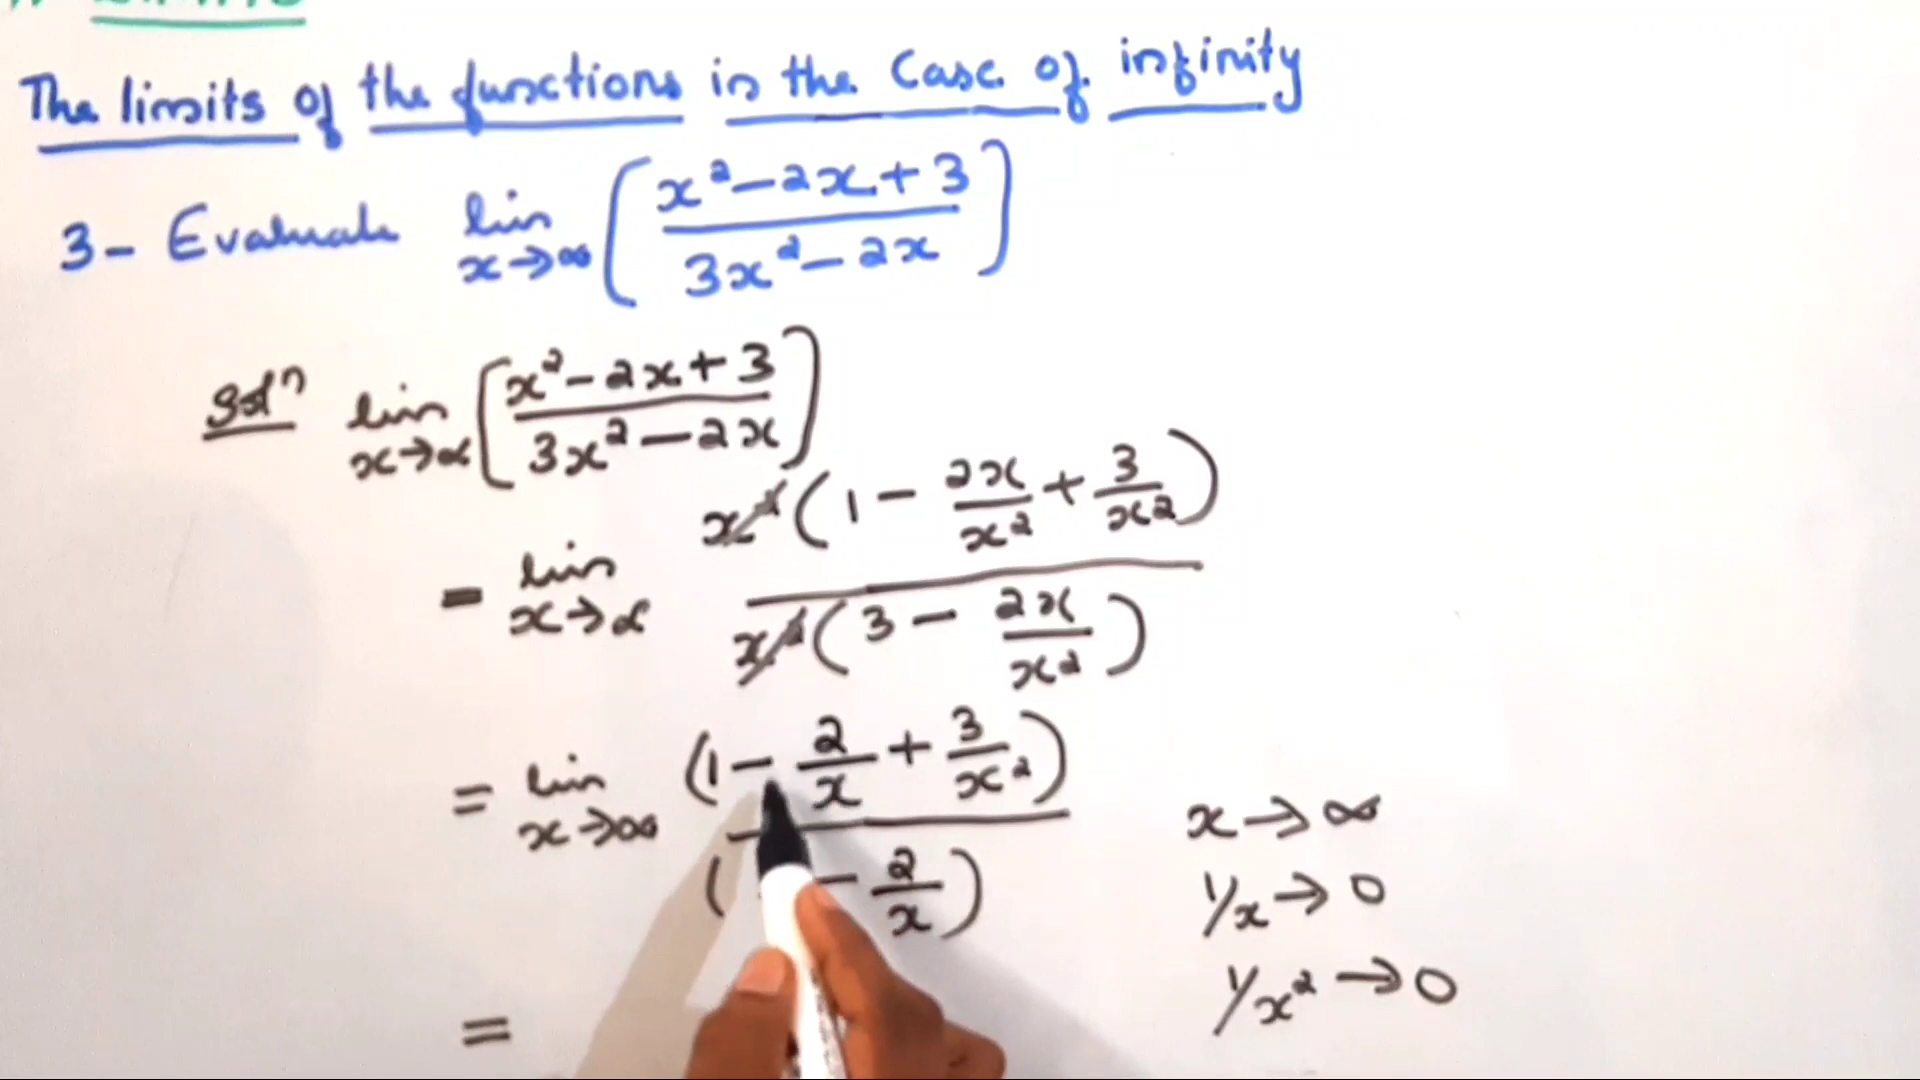 The limits of the functions in the Case of infinity
3 - Evaluate lim x→∞ (x² - 2x + 3 / 3x² - 2x)
Solⁿ lim x→∝ [x² - 2x + 3 / 3x² - 2x]
= lim x→∝ x²(1 - 2x/x² + 3/x²) / x²(3 - 2x/x²)
= lim x→∞ (1 - 2/x + 3/x²) / ( - 2/x)
x → ∞
1/x → 0
1/x² → 0
=